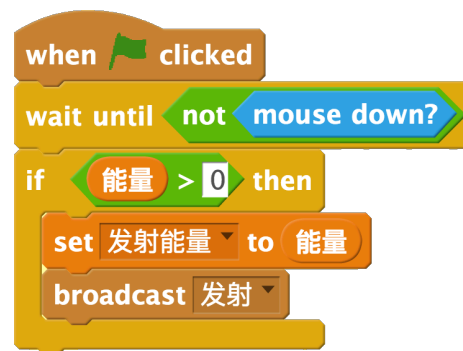 when clicked
wait until not mouse down?
if 能量 > 0 then
set 发射能量 to 能量
broadcast 发射